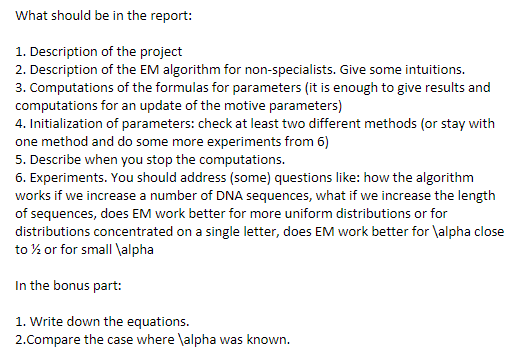 What should be in the report:
1. Description of the project
2. Description of the EM algorithm for non-specialists. Give some intuitions.
3. Computations of the formulas for parameters (it is enough to give results and
computations for an update of the motive parameters)
4. Initialization of parameters: check at least two different methods (or stay with
one method and do some more experiments from 6)
5. Describe when you stop the computations.
6. Experiments. You should address (some) questions like: how the algorithm
works if we increase a number of DNA sequences, what if we increase the length
of sequences, does EM work better for more uniform distributions or for
distributions concentrated on a single letter, does EM work better for \alpha close
to ½ or for small \alpha
In the bonus part:
1. Write down the equations.
2.Compare the case where \alpha was known.